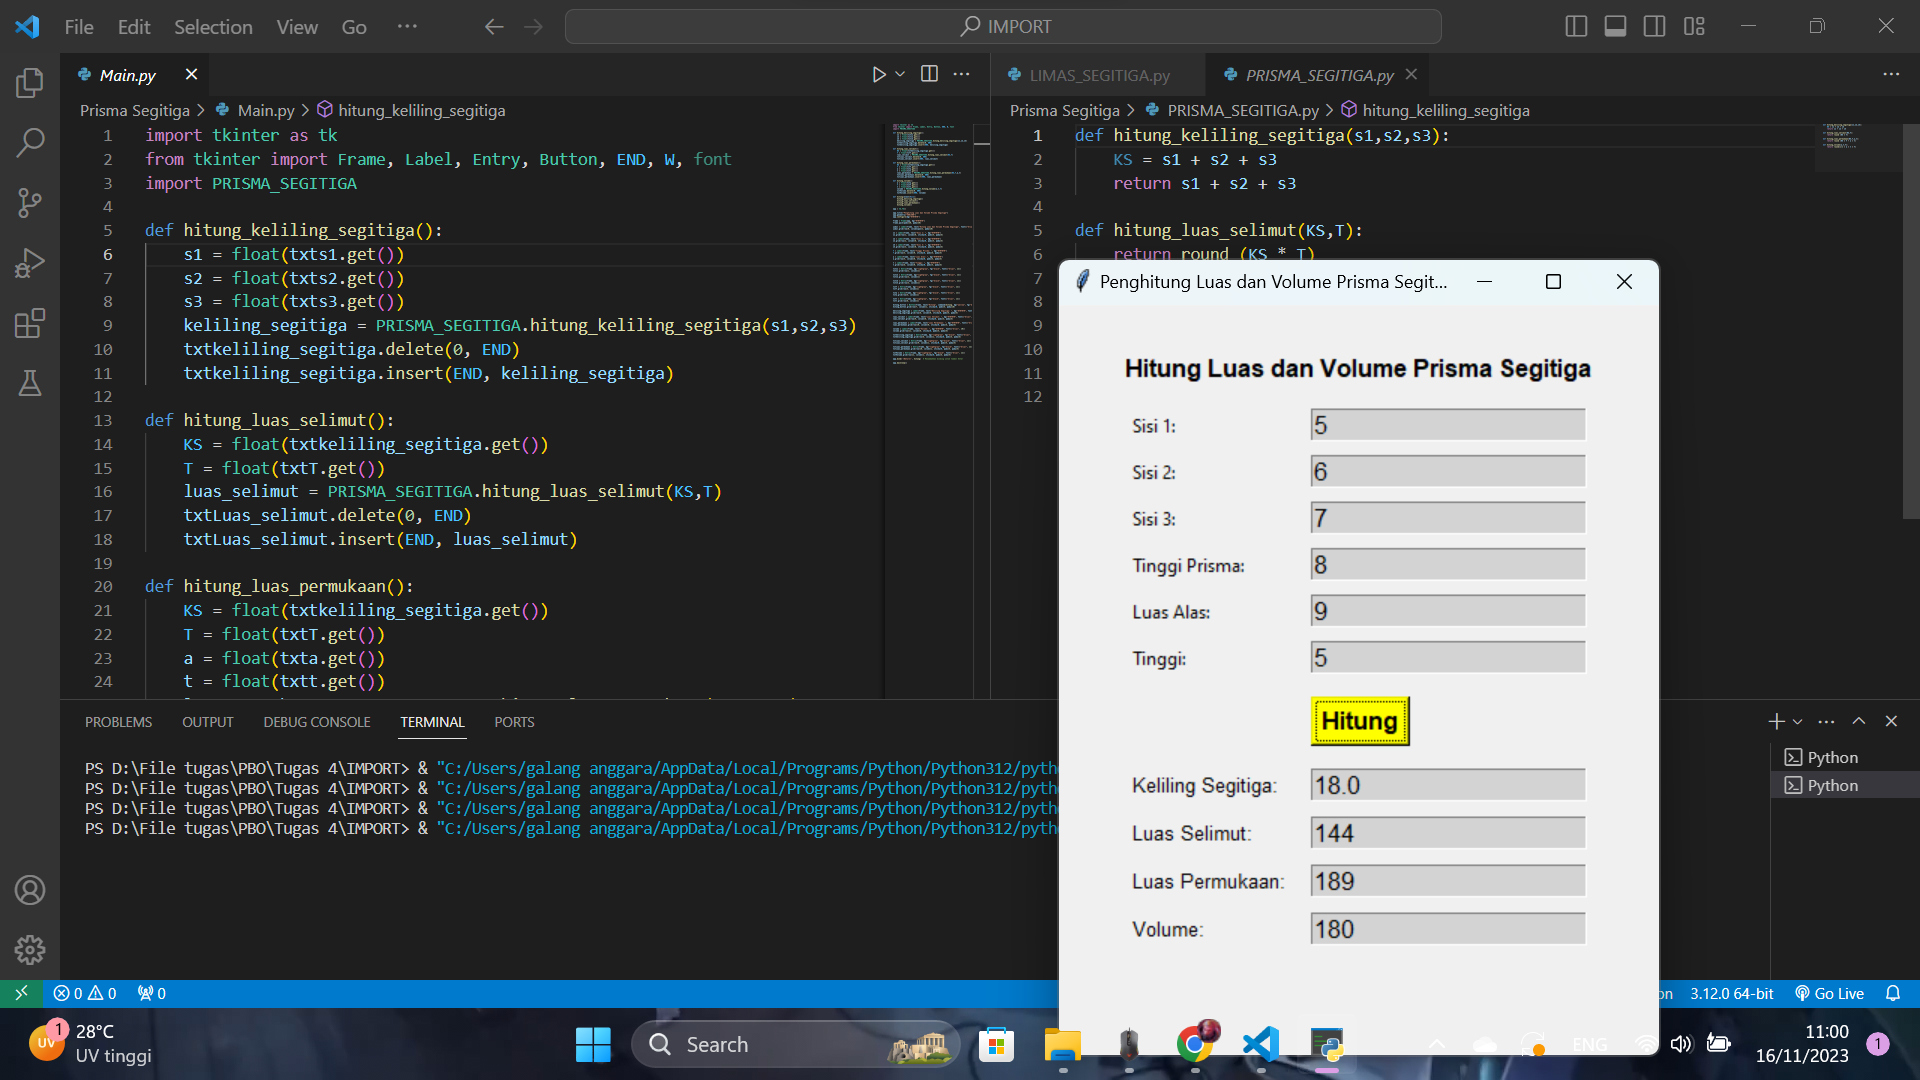 File Edit Selection View Go ···
IMPORT
Main.py
Prisma Segitiga > Main.py > hitung_keliling_segitiga
1 import tkinter as tk
2 from tkinter import Frame, Label, Entry, Button, END, W, font
3 import PRISMA_SEGITIGA
4
5 def hitung_keliling_segitiga():
6 s1 = float(txts1.get())
7 s2 = float(txts2.get())
8 s3 = float(txts3.get())
9 keliling_segitiga = PRISMA_SEGITIGA.hitung_keliling_segitiga(s1,s2,s3)
10 txtkeliling_segitiga.delete(0, END)
11 txtkeliling_segitiga.insert(END, keliling_segitiga)
12
13 def hitung_luas_selimut():
14 KS = float(txtkeliling_segitiga.get())
15 T = float(txtT.get())
16 luas_selimut = PRISMA_SEGITIGA.hitung_luas_selimut(KS,T)
17 txtLuas_selimut.delete(0, END)
18 txtLuas_selimut.insert(END, luas_selimut)
19
20 def hitung_luas_permukaan():
21 KS = float(txtkeliling_segitiga.get())
22 T = float(txtT.get())
23 a = float(txta.get())
24 t = float(txtt.get())
LIMAS_SEGITIGA.py
PRISMA_SEGITIGA.py
Prisma Segitiga > PRISMA_SEGITIGA.py > hitung_keliling_segitiga
1 def hitung_keliling_segitiga(s1,s2,s3):
2 KS = s1 + s2 + s3
3 return s1 + s2 + s3
4
5 def hitung_luas_selimut(KS,T):
6 return round (KS * T)
7
8
9
10
11
12
Penghitung Luas dan Volume Prisma Segit...
Hitung Luas dan Volume Prisma Segitiga
Sisi 1: 5
Sisi 2: 6
Sisi 3: 7
Tinggi Prisma: 8
Luas Alas: 9
Tinggi: 5
Hitung
Keliling Segitiga: 18.0
Luas Selimut: 144
Luas Permukaan: 189
Volume: 180
PROBLEMS OUTPUT DEBUG CONSOLE TERMINAL PORTS
PS D:\File tugas\PBO\Tugas 4\IMPORT> & "C:/Users/galang anggara/AppData/Local/Programs/Python/Python312/pyth
PS D:\File tugas\PBO\Tugas 4\IMPORT> & "C:/Users/galang anggara/AppData/Local/Programs/Python/Python312/pyth
PS D:\File tugas\PBO\Tugas 4\IMPORT> & "C:/Users/galang anggara/AppData/Local/Programs/Python/Python312/pyth
PS D:\File tugas\PBO\Tugas 4\IMPORT> & "C:/Users/galang anggara/AppData/Local/Programs/Python/Python312/pyth
Python
Python
0 0 0
on 3.12.0 64-bit Go Live
UV 1
28°C
UV tinggi
Search
ENG
11:00
16/11/2023
1